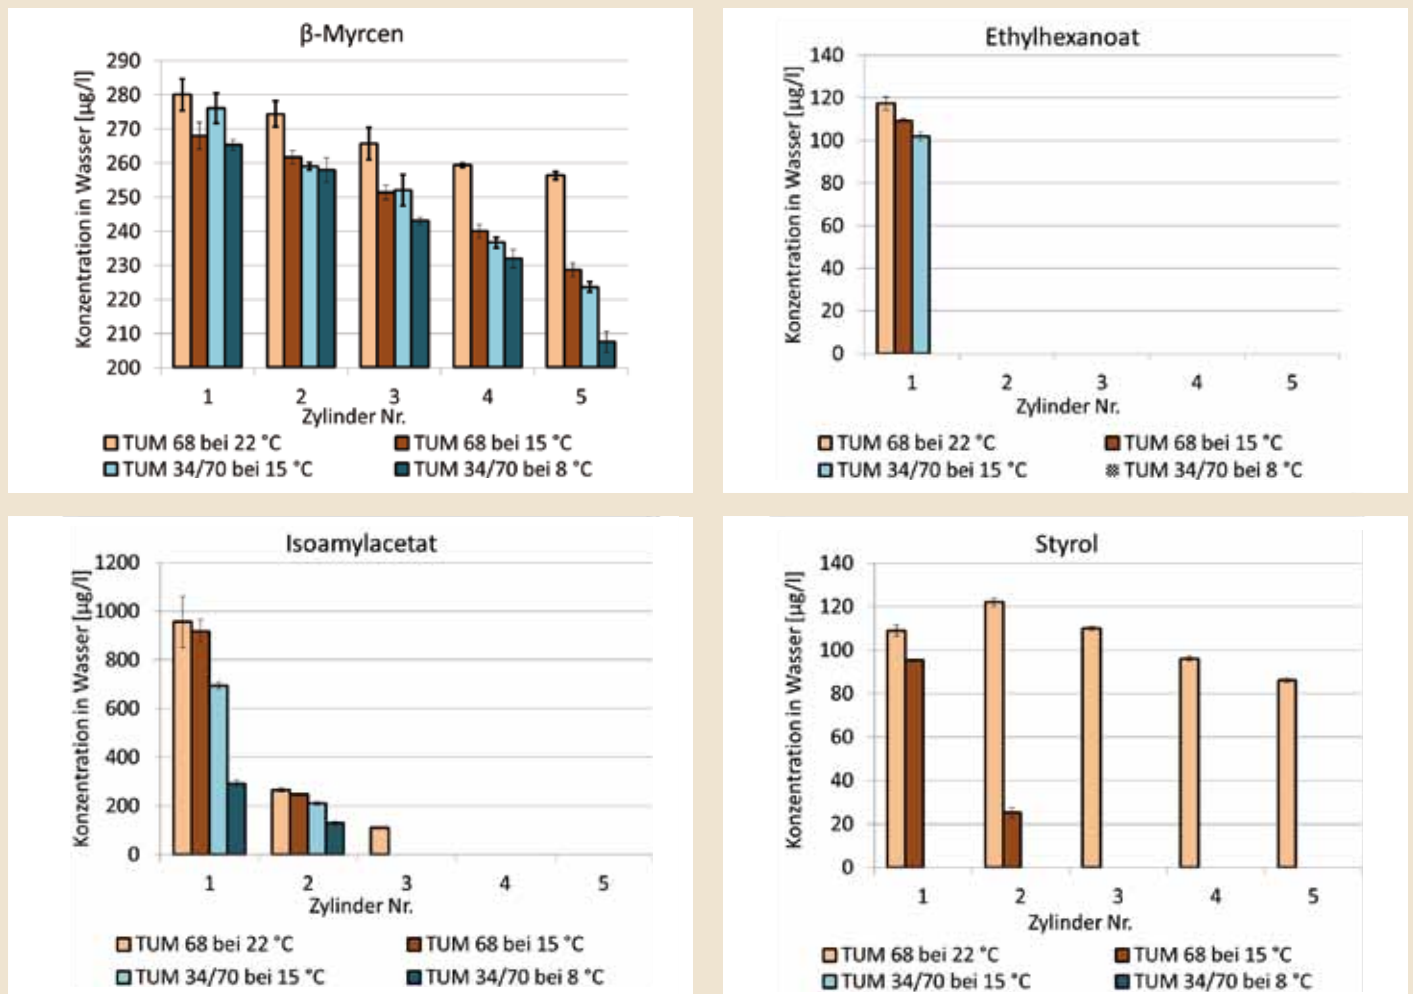 β-Myrcen
Konzentration in Wasser [µg/l]
290
280
270
260
250
240
230
220
210
200
1 2 3 4 5
Zylinder Nr.
TUM 68 bei 22 °C TUM 68 bei 15 °C
TUM 34/70 bei 15 °C TUM 34/70 bei 8 °C
Ethylhexanoat
Konzentration in Wasser [µg/l]
140
120
100
80
60
40
20
0
1 2 3 4 5
Zylinder Nr.
TUM 68 bei 22 °C TUM 68 bei 15 °C
TUM 34/70 bei 15 °C TUM 34/70 bei 8 °C
Isoamylacetat
Konzentration in Wasser [µg/l]
1200
1000
800
600
400
200
0
1 2 3 4 5
Zylinder Nr.
TUM 68 bei 22 °C TUM 68 bei 15 °C
TUM 34/70 bei 15 °C TUM 34/70 bei 8 °C
Styrol
Konzentration in Wasser [µg/l]
140
120
100
80
60
40
20
0
1 2 3 4 5
Zylinder Nr.
TUM 68 bei 22 °C TUM 68 bei 15 °C
TUM 34/70 bei 15 °C TUM 34/70 bei 8 °C